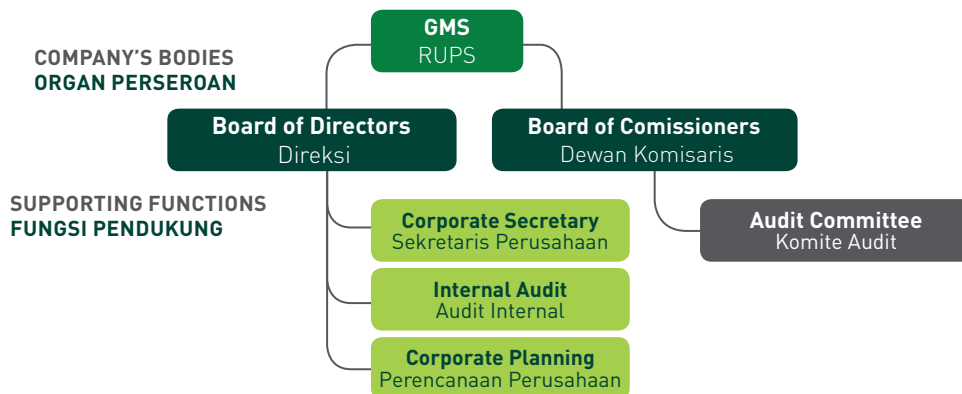 GMS
RUPS
COMPANY'S BODIES
ORGAN PERSEROAN
Board of Directors
Direksi
Board of Comissioners
Dewan Komisaris
SUPPORTING FUNCTIONS
FUNGSI PENDUKUNG
Corporate Secretary
Sekretaris Perusahaan
Audit Committee
Komite Audit
Internal Audit
Audit Internal
Corporate Planning
Perencanaan Perusahaan